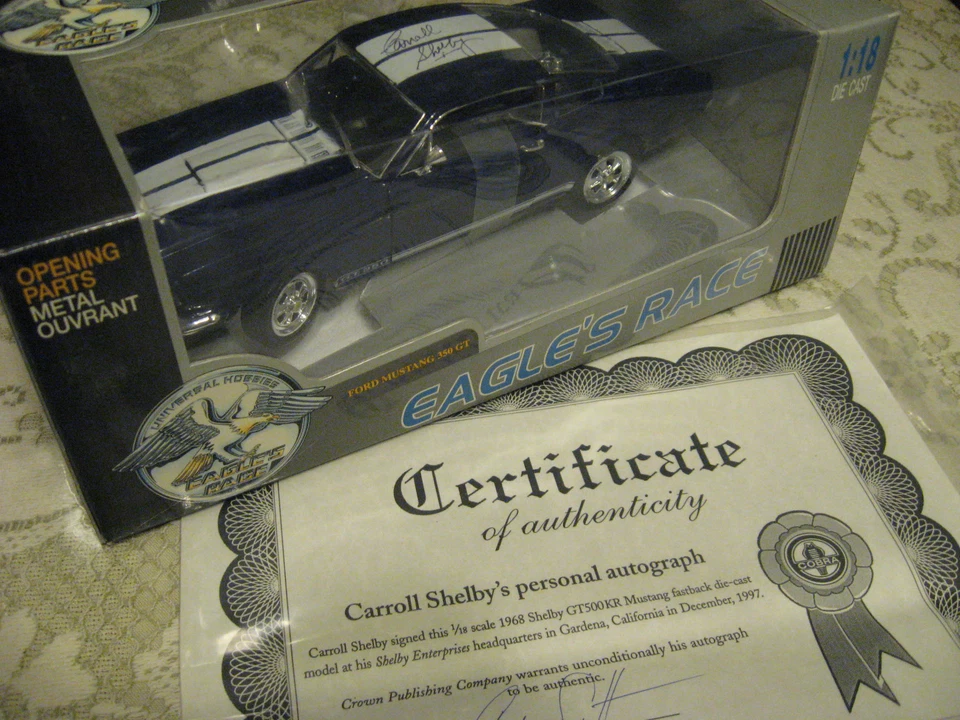 Carroll
Shelby
1:18
DIE CAST
OPENING
PARTS
METAL
OUVRANT
EAGLE'S RACE
FORD MUSTANG 350 GT
UNIVERSAL HOBBIES
EAGLE'S
RACE
Certificate
of authenticity
Carroll Shelby's personal autograph
Carroll Shelby signed this 1/18 scale 1968 Shelby GT500KR Mustang fastback die-cast
model at his Shelby Enterprises headquarters in Gardena, California in December, 1997.
Crown Publishing Company warrants unconditionally his autograph
to be authentic.
COBRA